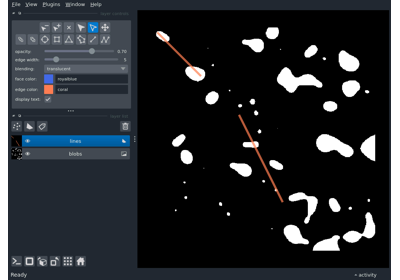 File View Plugins Window Help
opacity: 0.70
edge width:
blending: translucent
face color: royalblue
edge color: coral
display text:
lines
blobs
Ready
activity